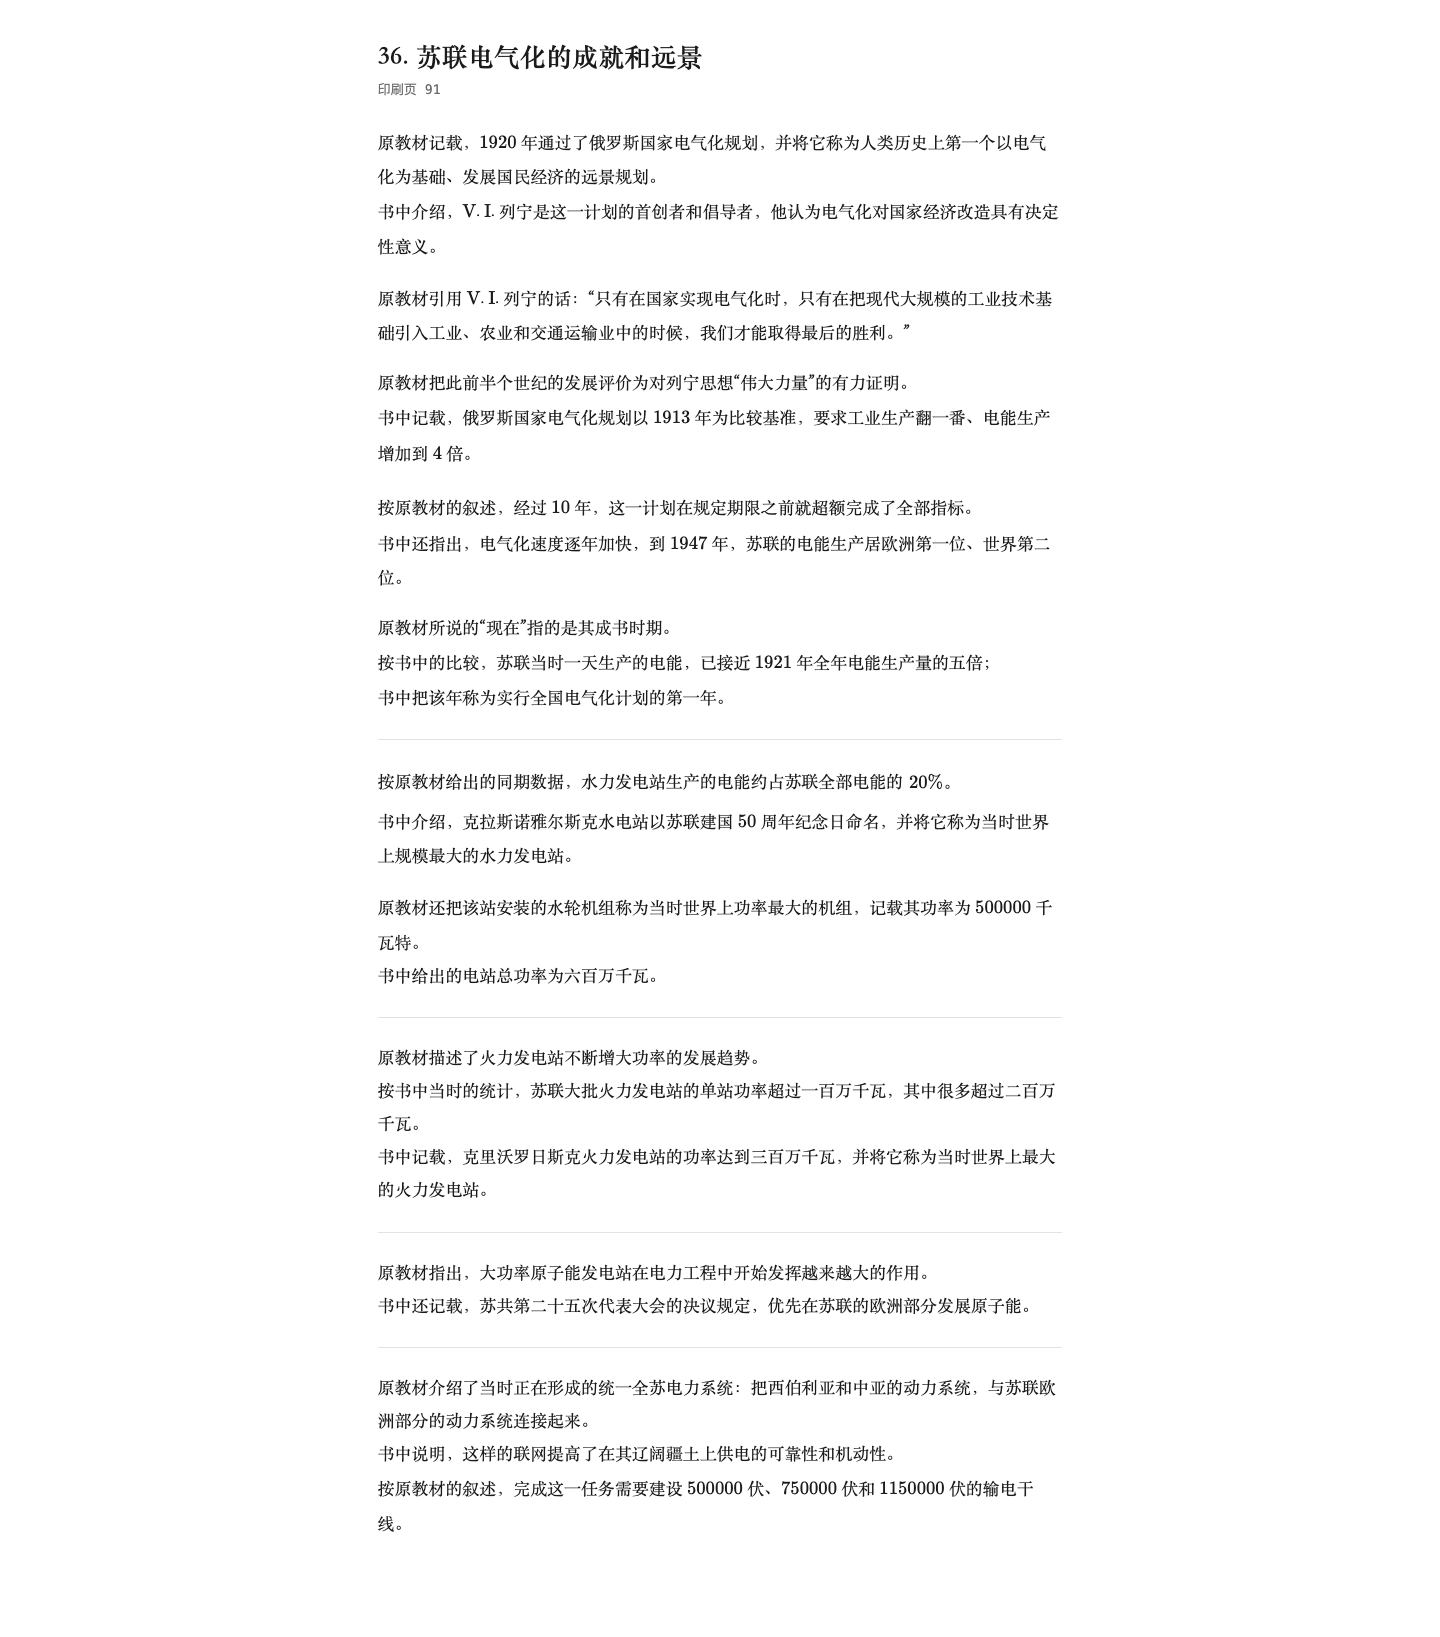 36. 苏联电气化的成就和远景
印刷页 91
原教材记载，1920 年通过了俄罗斯国家电气化规划，并将它称为人类历史上第一个以电气
化为基础、发展国民经济的远景规划。
书中介绍，V. I. 列宁是这一计划的首创者和倡导者，他认为电气化对国家经济改造具有决定
性意义。
原教材引用 V. I. 列宁的话：“只有在国家实现电气化时，只有在把现代大规模的工业技术基
础引入工业、农业和交通运输业中的时候，我们才能取得最后的胜利。”
原教材把此前半个世纪的发展评价为对列宁思想“伟大力量”的有力证明。
书中记载，俄罗斯国家电气化规划以 1913 年为比较基准，要求工业生产翻一番、电能生产
增加到 4 倍。
按原教材的叙述，经过 10 年，这一计划在规定期限之前就超额完成了全部指标。
书中还指出，电气化速度逐年加快，到 1947 年，苏联的电能生产居欧洲第一位、世界第二
位。
原教材所说的“现在”指的是其成书时期。
按书中的比较，苏联当时一天生产的电能，已接近 1921 年全年电能生产量的五倍；
书中把该年称为实行全国电气化计划的第一年。
按原教材给出的同期数据，水力发电站生产的电能约占苏联全部电能的 20%。
书中介绍，克拉斯诺雅尔斯克水电站以苏联建国 50 周年纪念日命名，并将它称为当时世界
上规模最大的水力发电站。
原教材还把该站安装的水轮机组称为当时世界上功率最大的机组，记载其功率为 500000 千
瓦特。
书中给出的电站总功率为六百万千瓦。
原教材描述了火力发电站不断增大功率的发展趋势。
按书中当时的统计，苏联大批火力发电站的单站功率超过一百万千瓦，其中很多超过二百万
千瓦。
书中记载，克里沃罗日斯克火力发电站的功率达到三百万千瓦，并将它称为当时世界上最大
的火力发电站。
原教材指出，大功率原子能发电站在电力工程中开始发挥越来越大的作用。
书中还记载，苏共第二十五次代表大会的决议规定，优先在苏联的欧洲部分发展原子能。
原教材介绍了当时正在形成的统一全苏电力系统：把西伯利亚和中亚的动力系统，与苏联欧
洲部分的动力系统连接起来。
书中说明，这样的联网提高了在其辽阔疆土上供电的可靠性和机动性。
按原教材的叙述，完成这一任务需要建设 500000 伏、750000 伏和 1150000 伏的输电干
线。